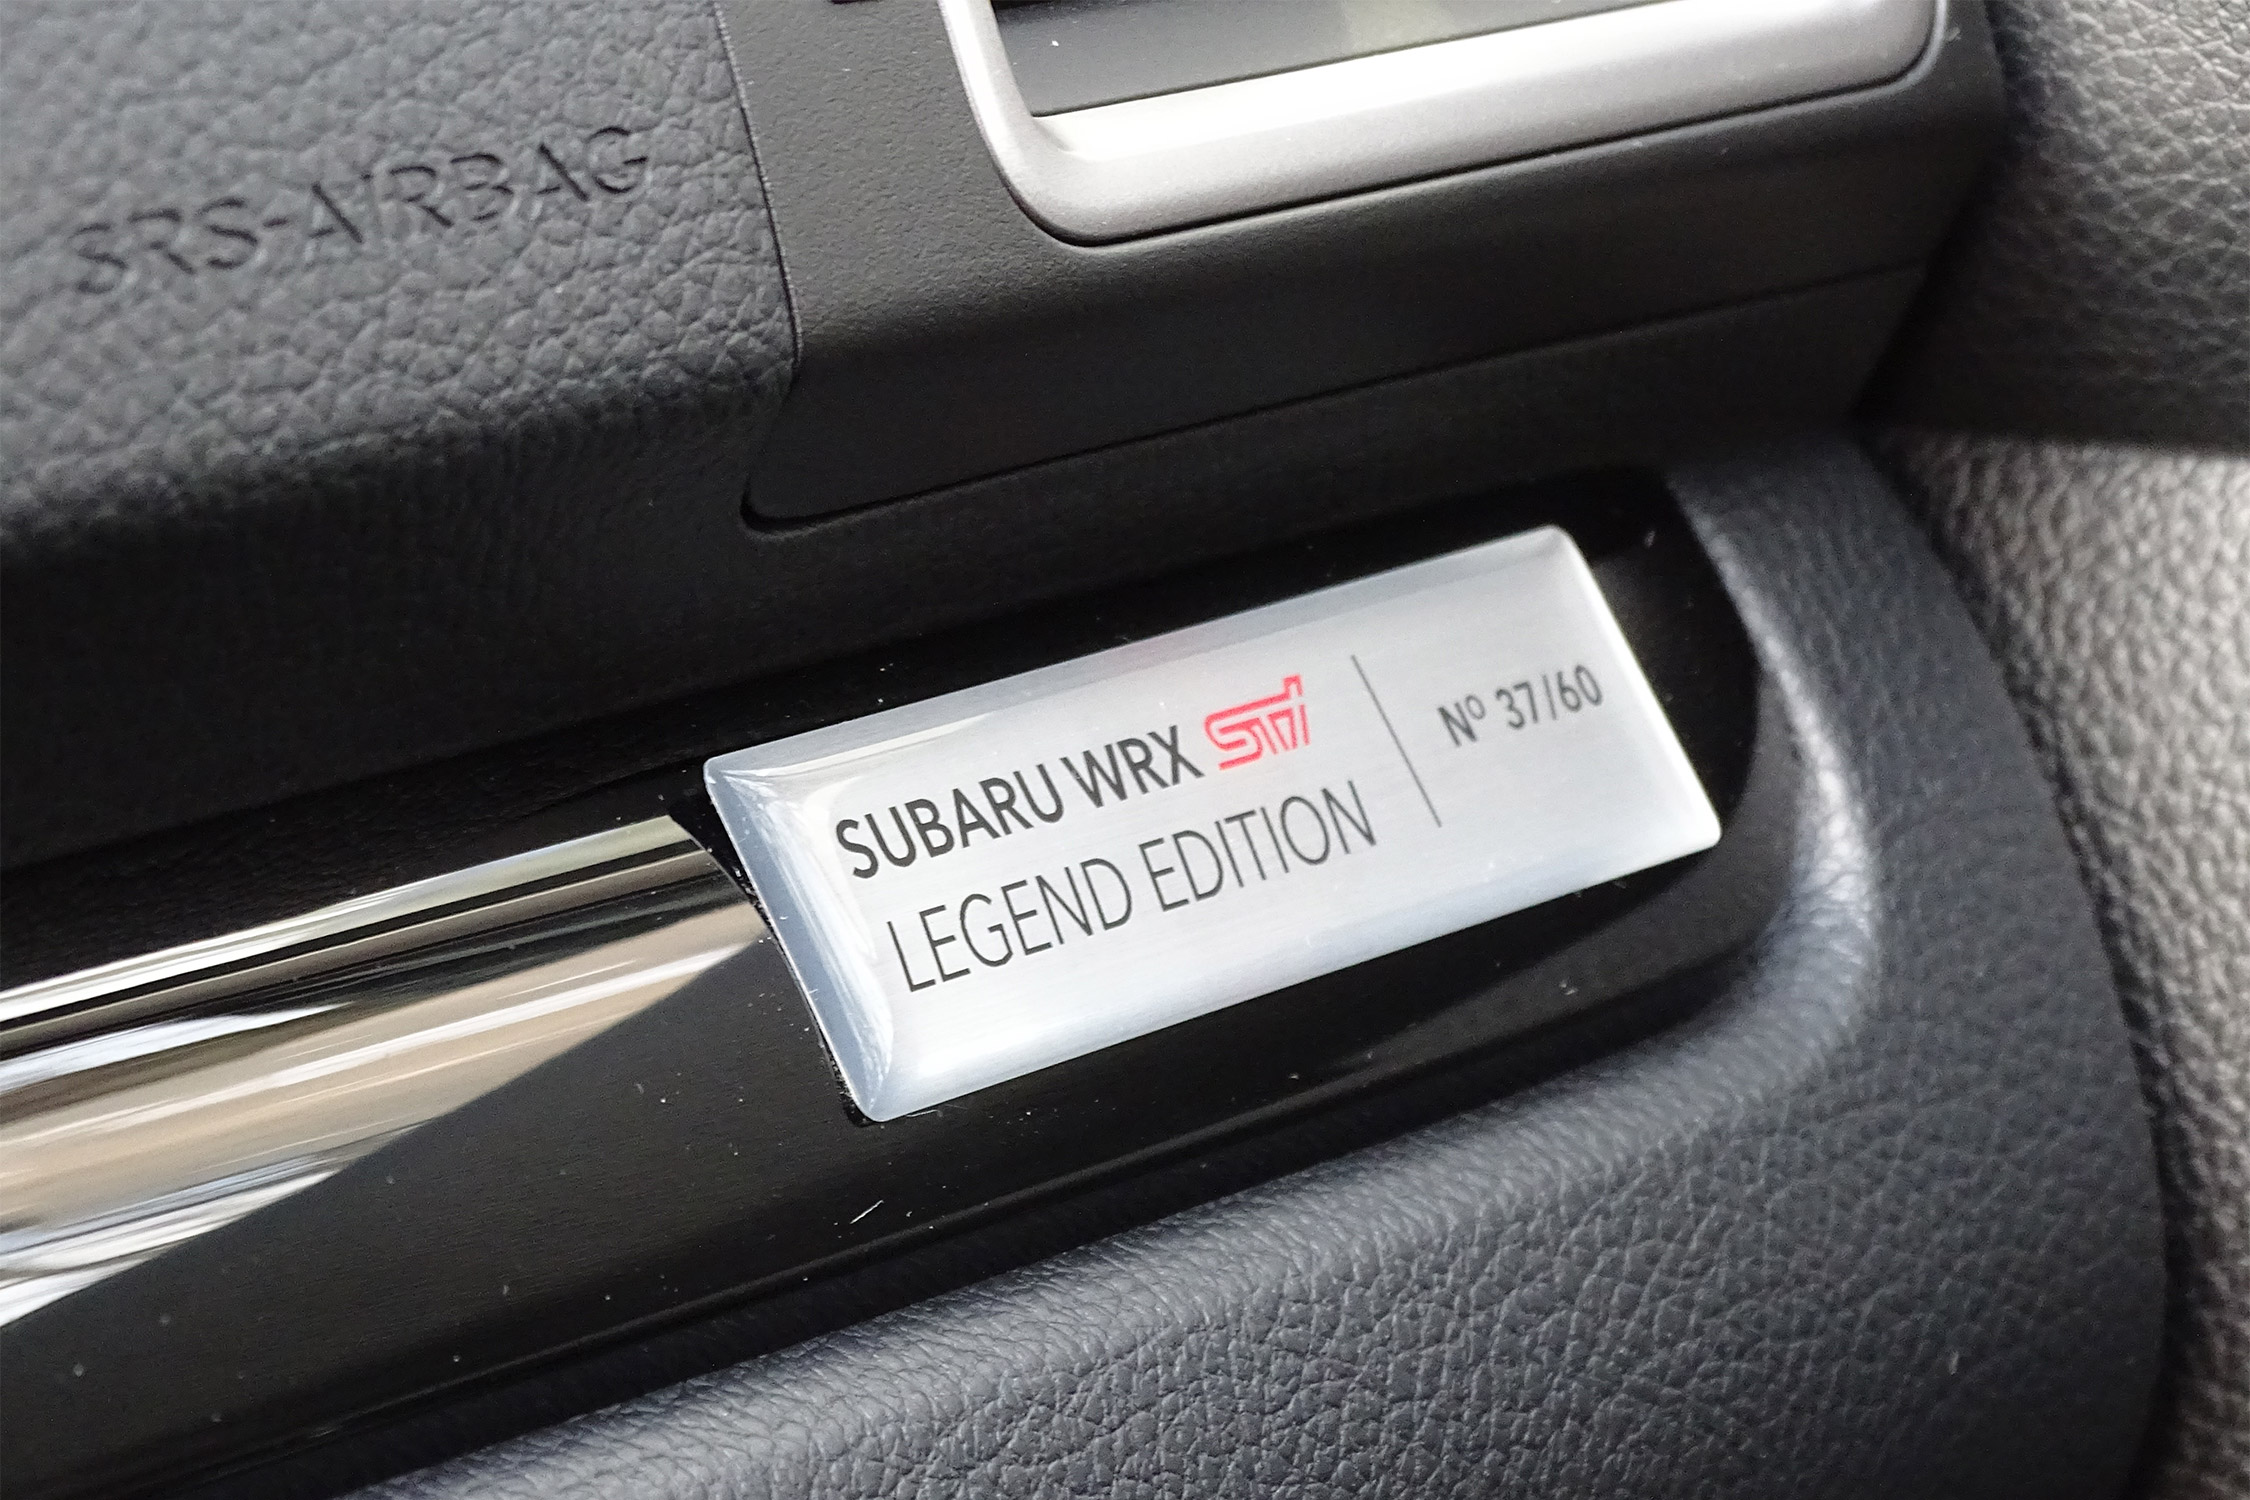 SRS-AIRBAG
SUBARU WRX STI
LEGEND EDITION
Nº 37/60